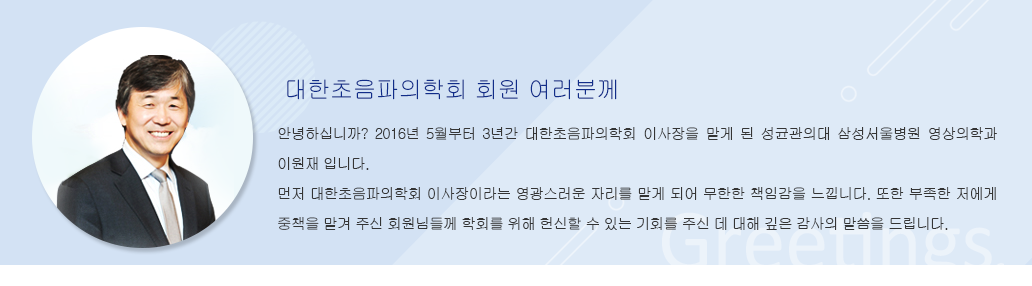 대한초음파의학회 회원 여러분께
안녕하십니까? 2016년 5월부터 3년간 대한초음파의학회 이사장을 맡게 된 성균관의대 삼성서울병원 영상의학과
이원재 입니다.
먼저 대한초음파의학회 이사장이라는 영광스러운 자리를 맡게 되어 무한한 책임감을 느낍니다. 또한 부족한 저에게
중책을 맡겨 주신 회원님들께 학회를 위해 헌신할 수 있는 기회를 주신 데 대해 깊은 감사의 말씀을 드립니다.
Greetings.